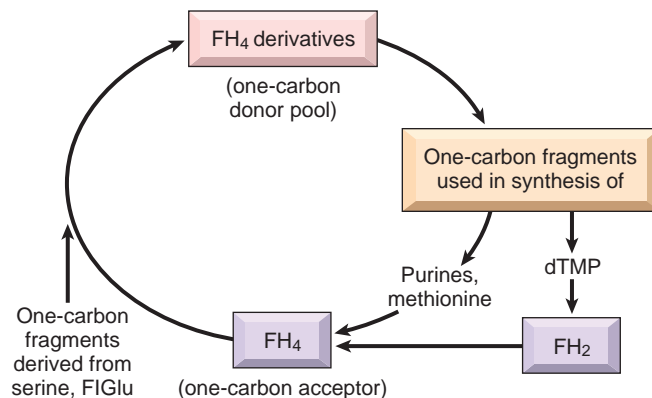 FH₄ derivatives
(one-carbon
donor pool)
One-carbon fragments
used in synthesis of
Purines,
methionine
dTMP
One-carbon
fragments
derived from
serine, FIGlu
FH₄
(one-carbon acceptor)
FH₂